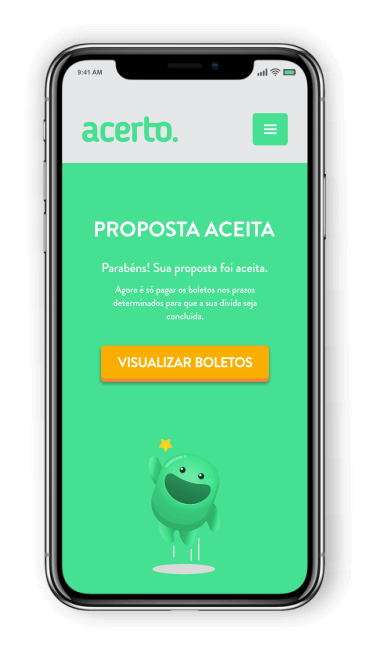 9:41 AM
acerto.
PROPOSTA ACEITA
Parabéns! Sua proposta foi aceita.
Agora é só pagar os boletos nos prazos
determinados para que a sua dívida seja
concluída.
VISUALIZAR BOLETOS